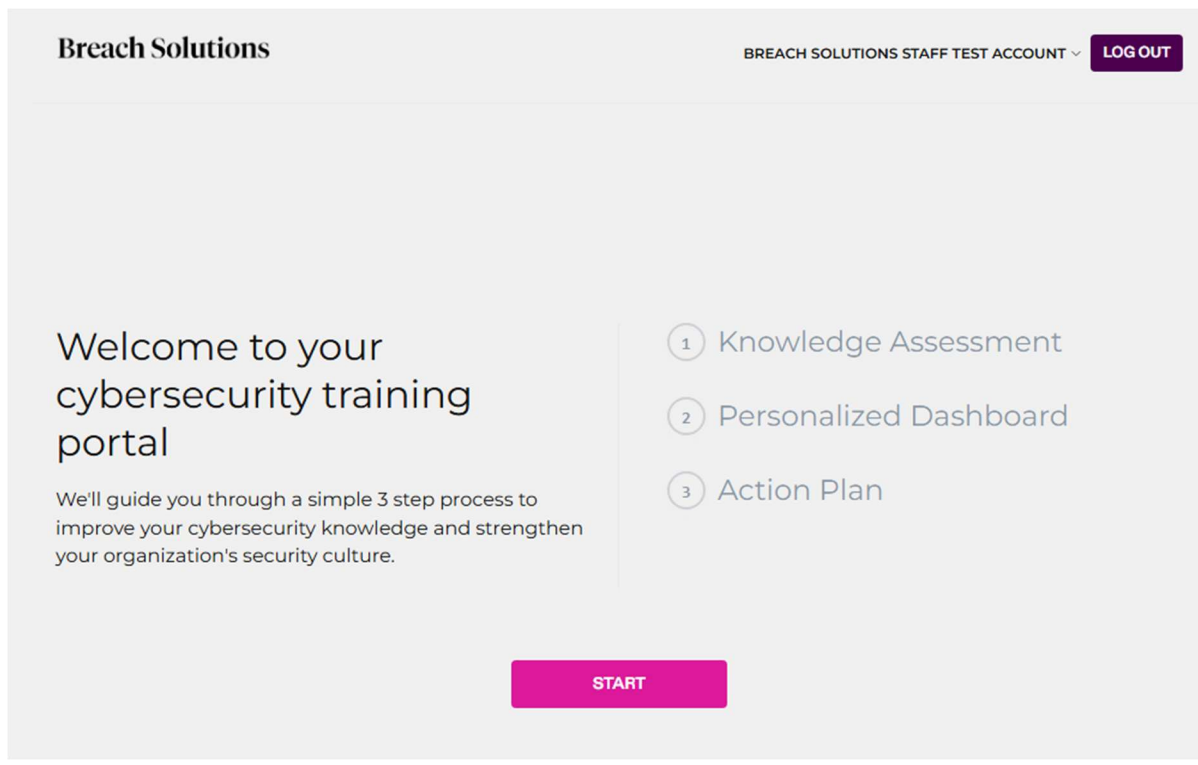 Breach Solutions
BREACH SOLUTIONS STAFF TEST ACCOUNT
LOG OUT
Welcome to your
cybersecurity training
portal
We'll guide you through a simple 3 step process to
improve your cybersecurity knowledge and strengthen
your organization's security culture.
1 Knowledge Assessment
2 Personalized Dashboard
3 Action Plan
START